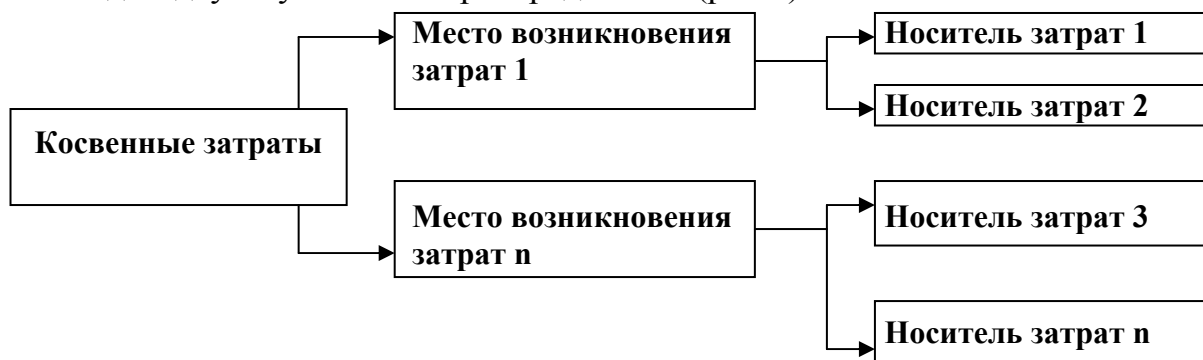 Место возникновения
затрат 1
Носитель затрат 1
Носитель затрат 2
Косвенные затраты
Место возникновения
затрат n
Носитель затрат 3
Носитель затрат n